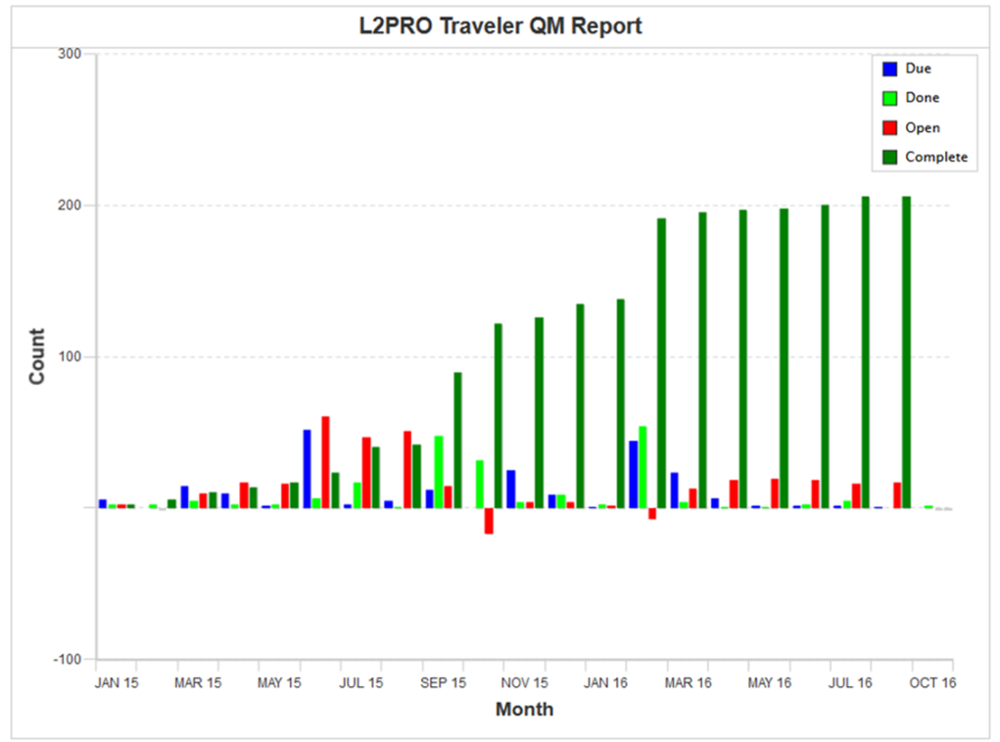 L2PRO Traveler QM Report
300
Due
Done
Open
Complete
200
100
-100
Count
JAN 15 MAR 15 MAY 15 JUL 15 SEP 15 NOV 15 JAN 16 MAR 16 MAY 16 JUL 16 OCT 16
Month